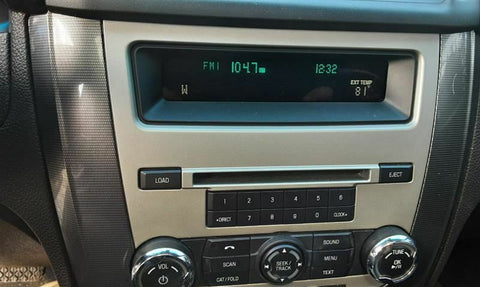 FM1 104.7 12:32
EXT TEMP
W 81°
LOAD EJECT
1 2 3 4 5 6
DIRECT 7 8 9 0 CLOCK
SOUND
VOL SCAN SEEK/TRACK MENU TUNE
CAT/FOLD TEXT OK